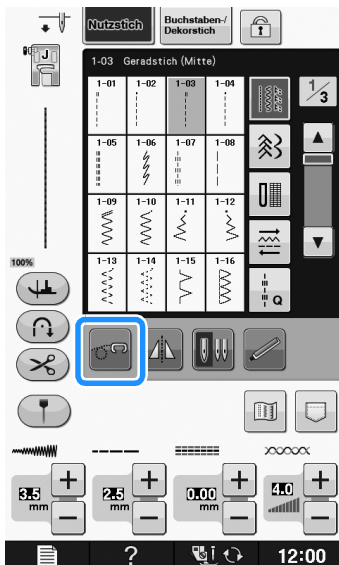 Nutzstich
Buchstaben-/
Dekorstich
J
1-03 Geradstich (Mitte)
1/3
1-01 1-02 1-03 1-04
1-05 1-06 1-07 1-08
1-09 1-10 1-11 1-12
1-13 1-14 1-15 1-16
Q
100%
3.5 mm + −
2.5 mm + −
0.00 mm + −
4.0 + −
? 12:00